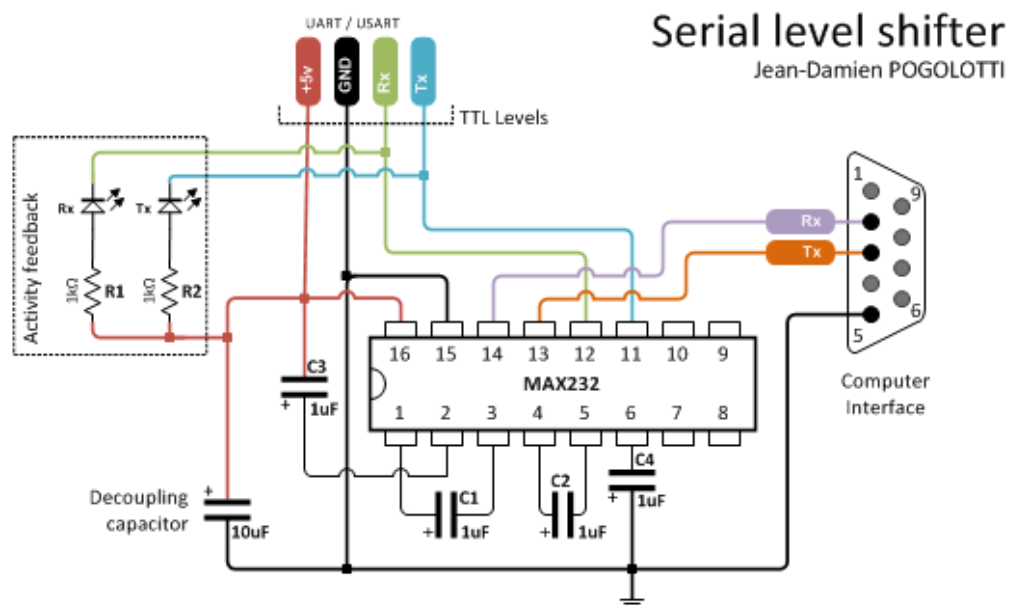 Serial level shifter
Jean-Damien POGOLOTTI
UART / USART
+5v
GND
Rx
Tx
TTL Levels
Activity feedback
Rx
Tx
1kΩ
R1
1kΩ
R2
Rx
Tx
1
9
6
5
Computer
Interface
16
15
14
13
12
11
10
9
MAX232
1
2
3
4
5
6
7
8
C3
+
1uF
C1
+
1uF
C2
+
1uF
C4
+
1uF
Decoupling
capacitor
+
10uF